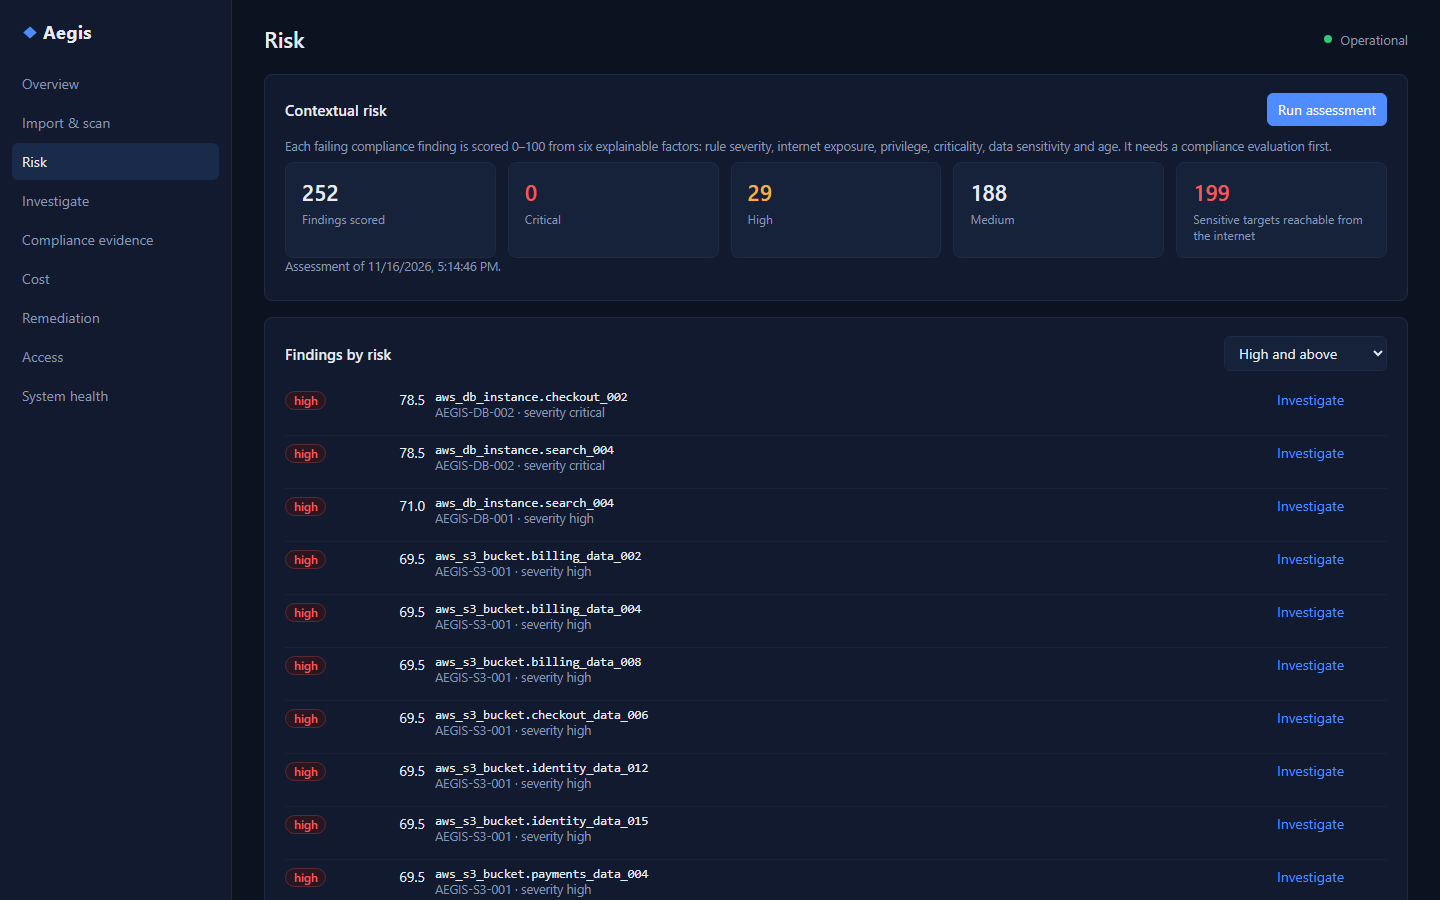 Aegis
Overview
Import & scan
Risk
Investigate
Compliance evidence
Cost
Remediation
Access
System health
Risk
Operational
Contextual risk
Run assessment
Each failing compliance finding is scored 0–100 from six explainable factors: rule severity, internet exposure, privilege, criticality, data sensitivity and age. It needs a compliance evaluation first.
252
Findings scored
0
Critical
29
High
188
Medium
199
Sensitive targets reachable from
the internet
Assessment of 11/16/2026, 5:14:46 PM.
Findings by risk
High and above
high 78.5 aws_db_instance.checkout_002 Investigate
AEGIS-DB-002 · severity critical
high 78.5 aws_db_instance.search_004 Investigate
AEGIS-DB-002 · severity critical
high 71.0 aws_db_instance.search_004 Investigate
AEGIS-DB-001 · severity high
high 69.5 aws_s3_bucket.billing_data_002 Investigate
AEGIS-S3-001 · severity high
high 69.5 aws_s3_bucket.billing_data_004 Investigate
AEGIS-S3-001 · severity high
high 69.5 aws_s3_bucket.billing_data_008 Investigate
AEGIS-S3-001 · severity high
high 69.5 aws_s3_bucket.checkout_data_006 Investigate
AEGIS-S3-001 · severity high
high 69.5 aws_s3_bucket.identity_data_012 Investigate
AEGIS-S3-001 · severity high
high 69.5 aws_s3_bucket.identity_data_015 Investigate
AEGIS-S3-001 · severity high
high 69.5 aws_s3_bucket.payments_data_004 Investigate
AEGIS-S3-001 · severity high